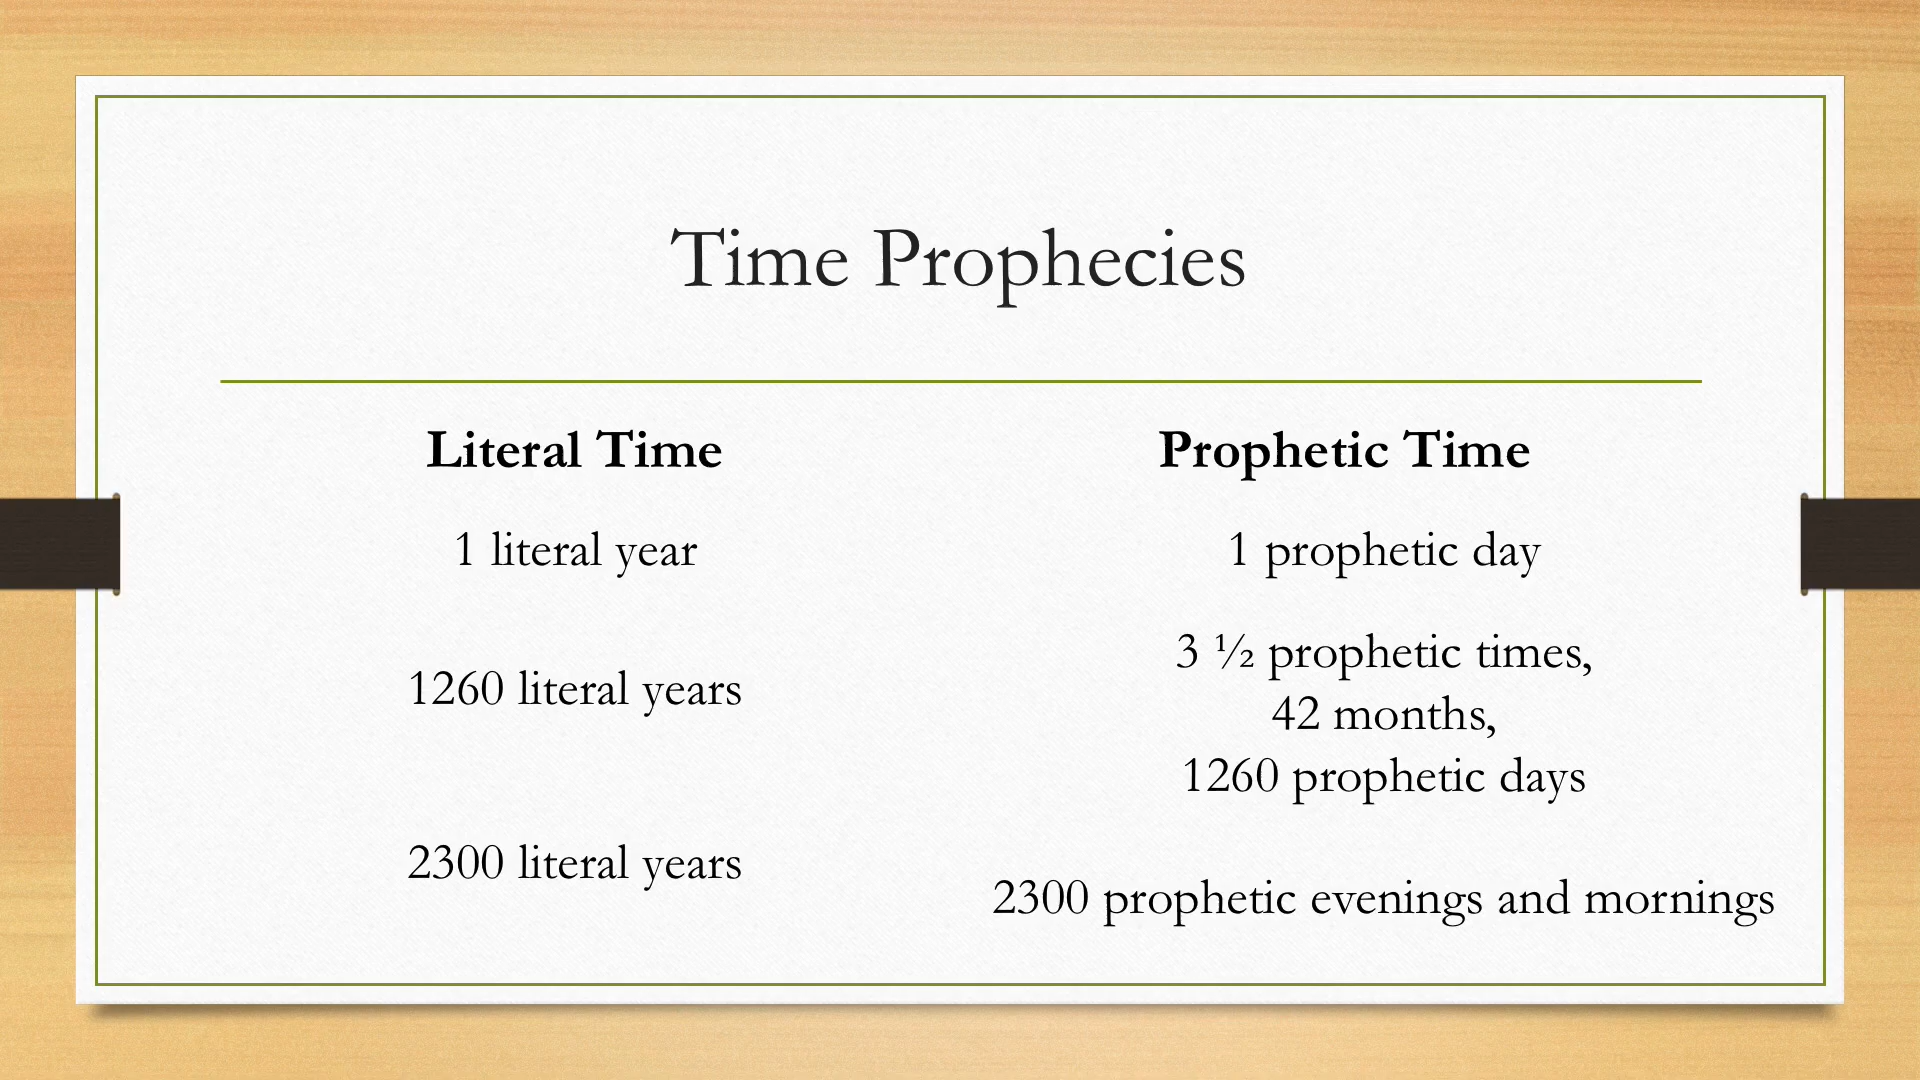 Time Prophecies
Literal Time
1 literal year
1260 literal years
2300 literal years
Prophetic Time
1 prophetic day
3 ½ prophetic times,
42 months,
1260 prophetic days
2300 prophetic evenings and mornings